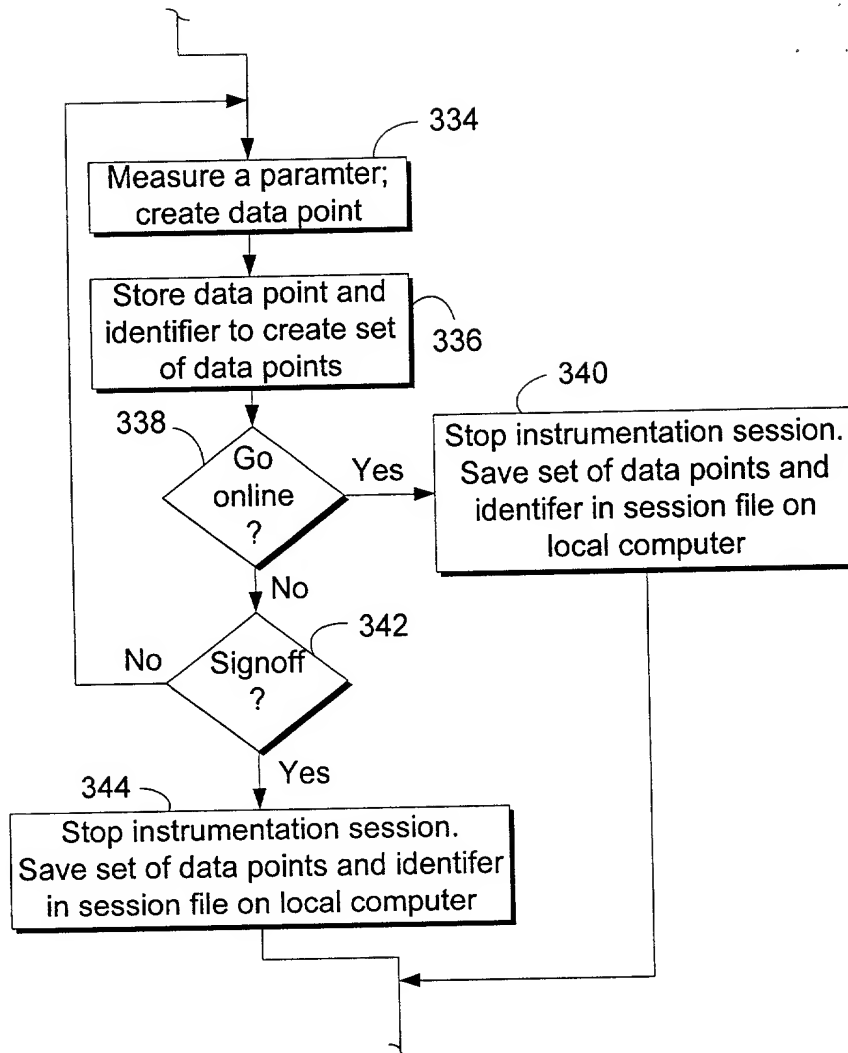 334
Measure a paramter;
create data point
Store data point and
identifier to create set
of data points
336
340
Stop instrumentation session.
Save set of data points and
identifer in session file on
local computer
338
Go
online
?
Yes
No
342
Signoff
?
No
Yes
344
Stop instrumentation session.
Save set of data points and identifer
in session file on local computer